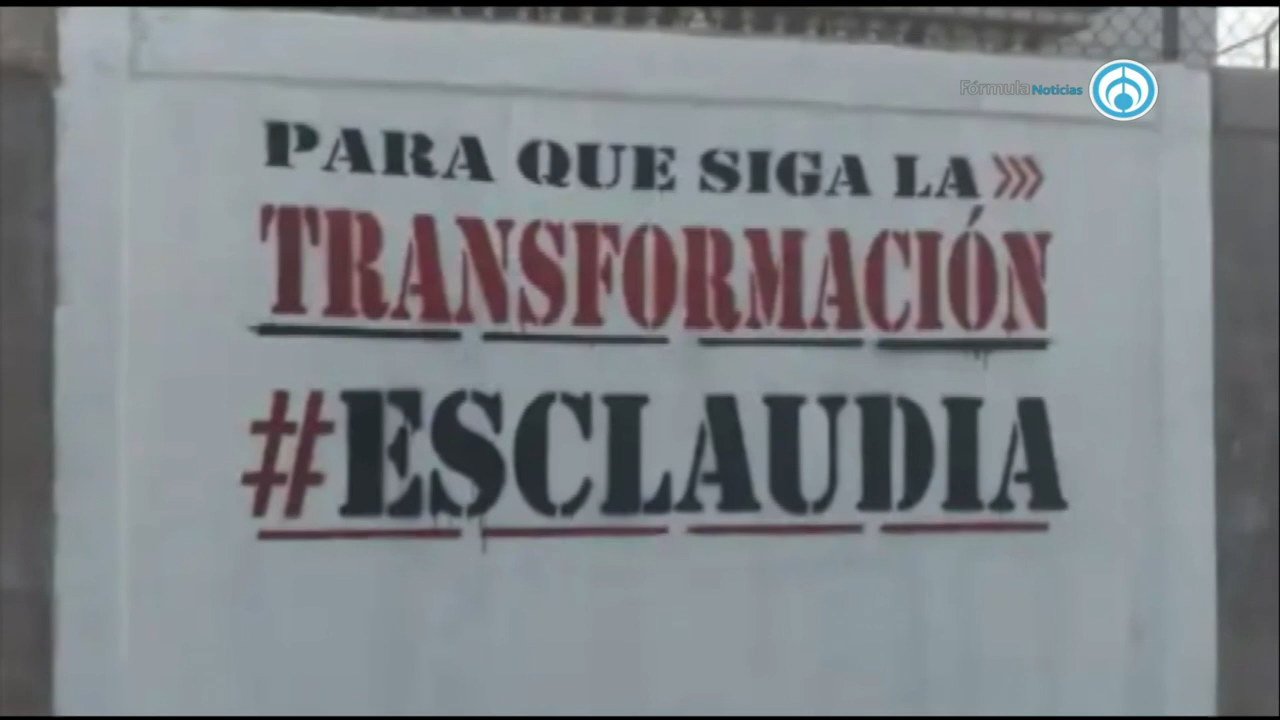 Fórmula Noticias
PARA QUE SIGA LA
TRANSFORMACIÓN
#ESCLAUDIA